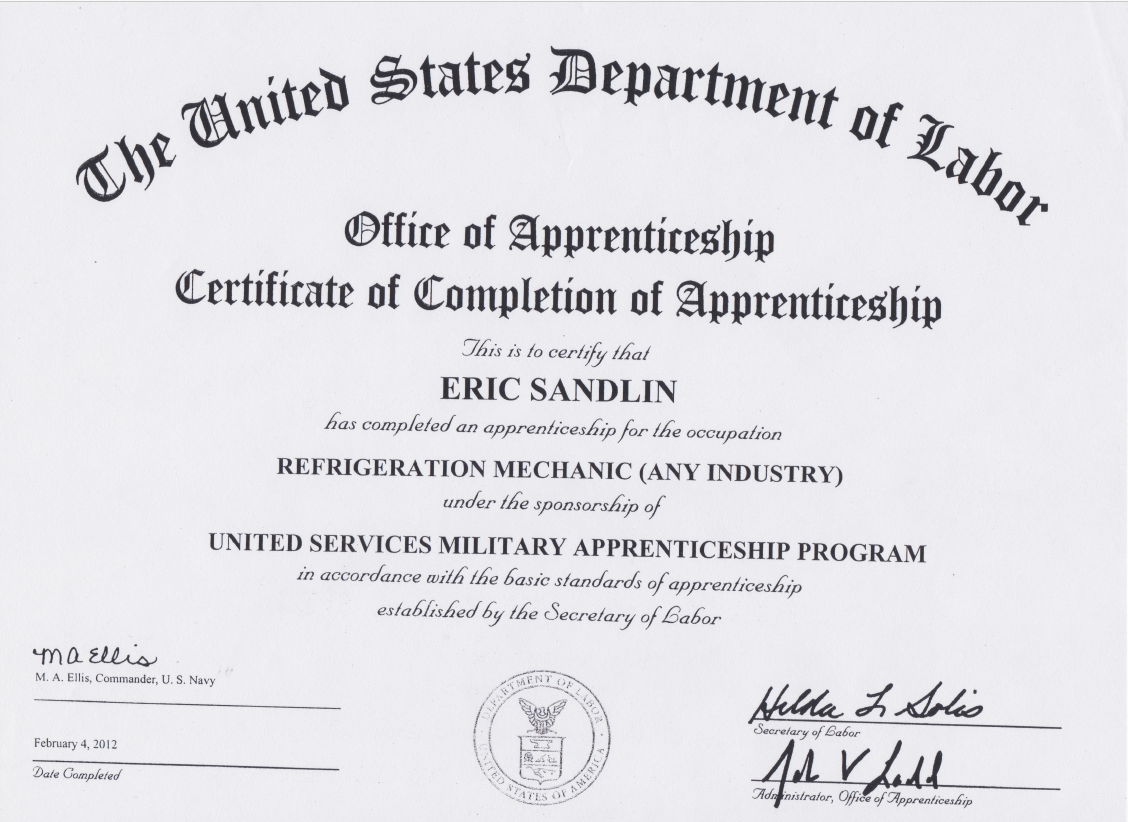 The United States Department of Labor
Office of Apprenticeship
Certificate of Completion of Apprenticeship
This is to certify that
ERIC SANDLIN
has completed an apprenticeship for the occupation
REFRIGERATION MECHANIC (ANY INDUSTRY)
under the sponsorship of
UNITED SERVICES MILITARY APPRENTICESHIP PROGRAM
in accordance with the basic standards of apprenticeship
established by the Secretary of Labor
M A Ellis
M. A. Ellis, Commander, U. S. Navy
February 4, 2012
Date Completed
DEPARTMENT OF LABOR
UNITED STATES OF AMERICA
Hilda L Solis
Secretary of Labor
John V Ladd
Administrator, Office of Apprenticeship